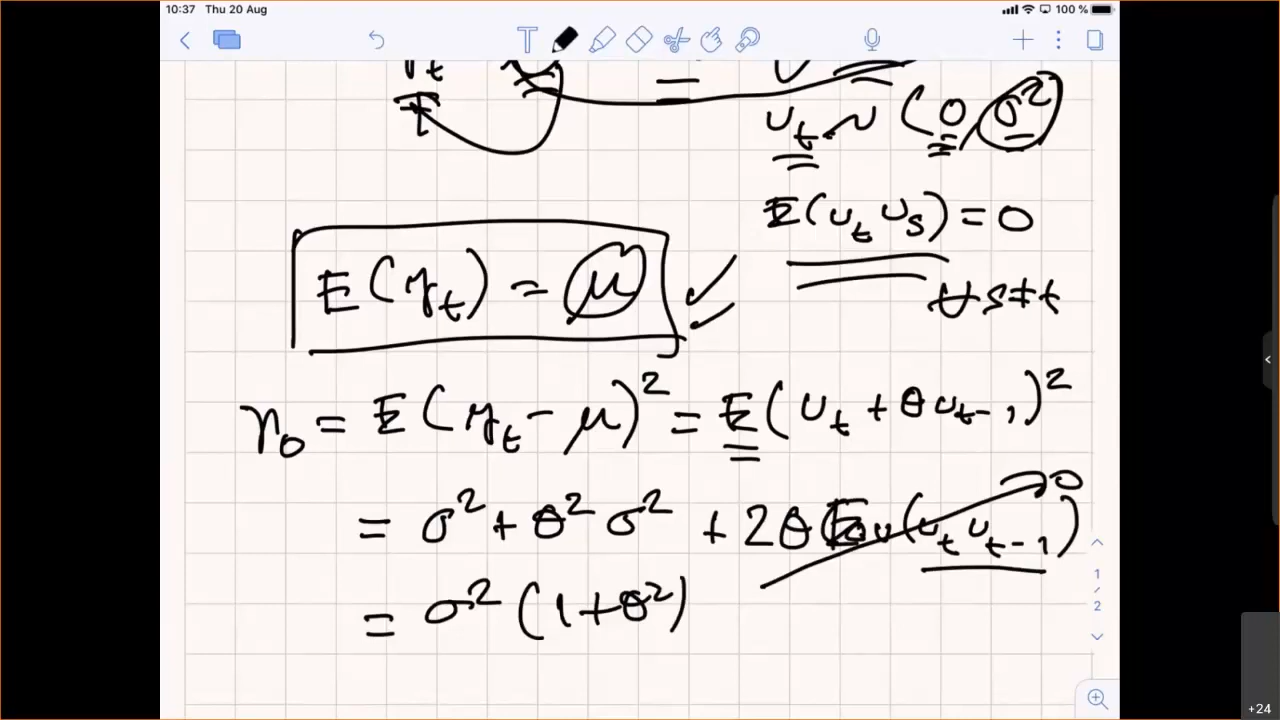 10:37 Thu 20 Aug 100 %
T
u_t ~ (0, σ²)
E(u_t u_s) = 0
∀ s ≠ t
E(y_t) = μ ✓
γ₀ = E(y_t - μ)² = E(u_t + θu_{t-1})²
= σ² + θ²σ² + 2θ E(u_t u_{t-1}) → 0
= σ²(1 + θ²)
1
/
2
+24